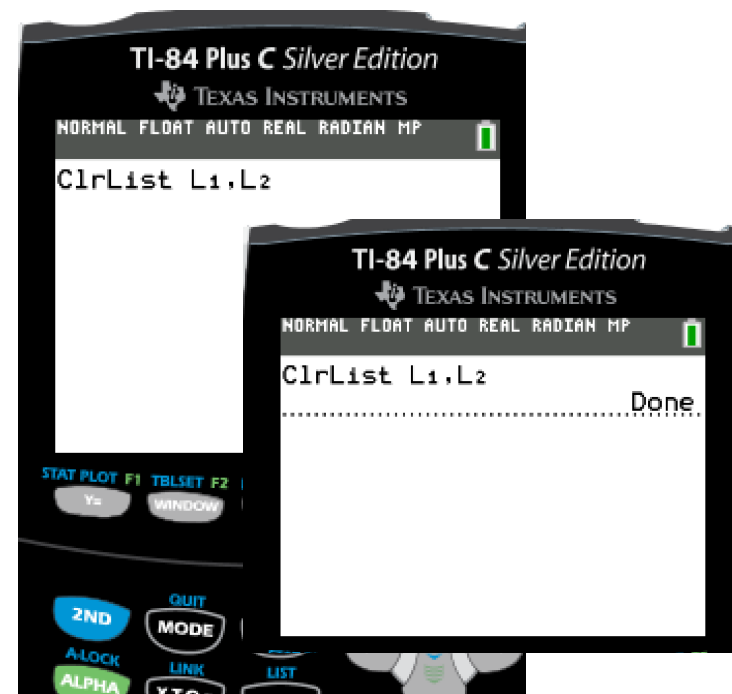 TI-84 Plus C Silver Edition
TEXAS INSTRUMENTS
NORMAL FLOAT AUTO REAL RADIAN MP
ClrList L₁,L₂
TI-84 Plus C Silver Edition
TEXAS INSTRUMENTS
NORMAL FLOAT AUTO REAL RADIAN MP
ClrList L₁,L₂
Done
STAT PLOT F1 TBLSET F2
Y= WINDOW
QUIT
2ND MODE
A-LOCK LINK LIST
ALPHA